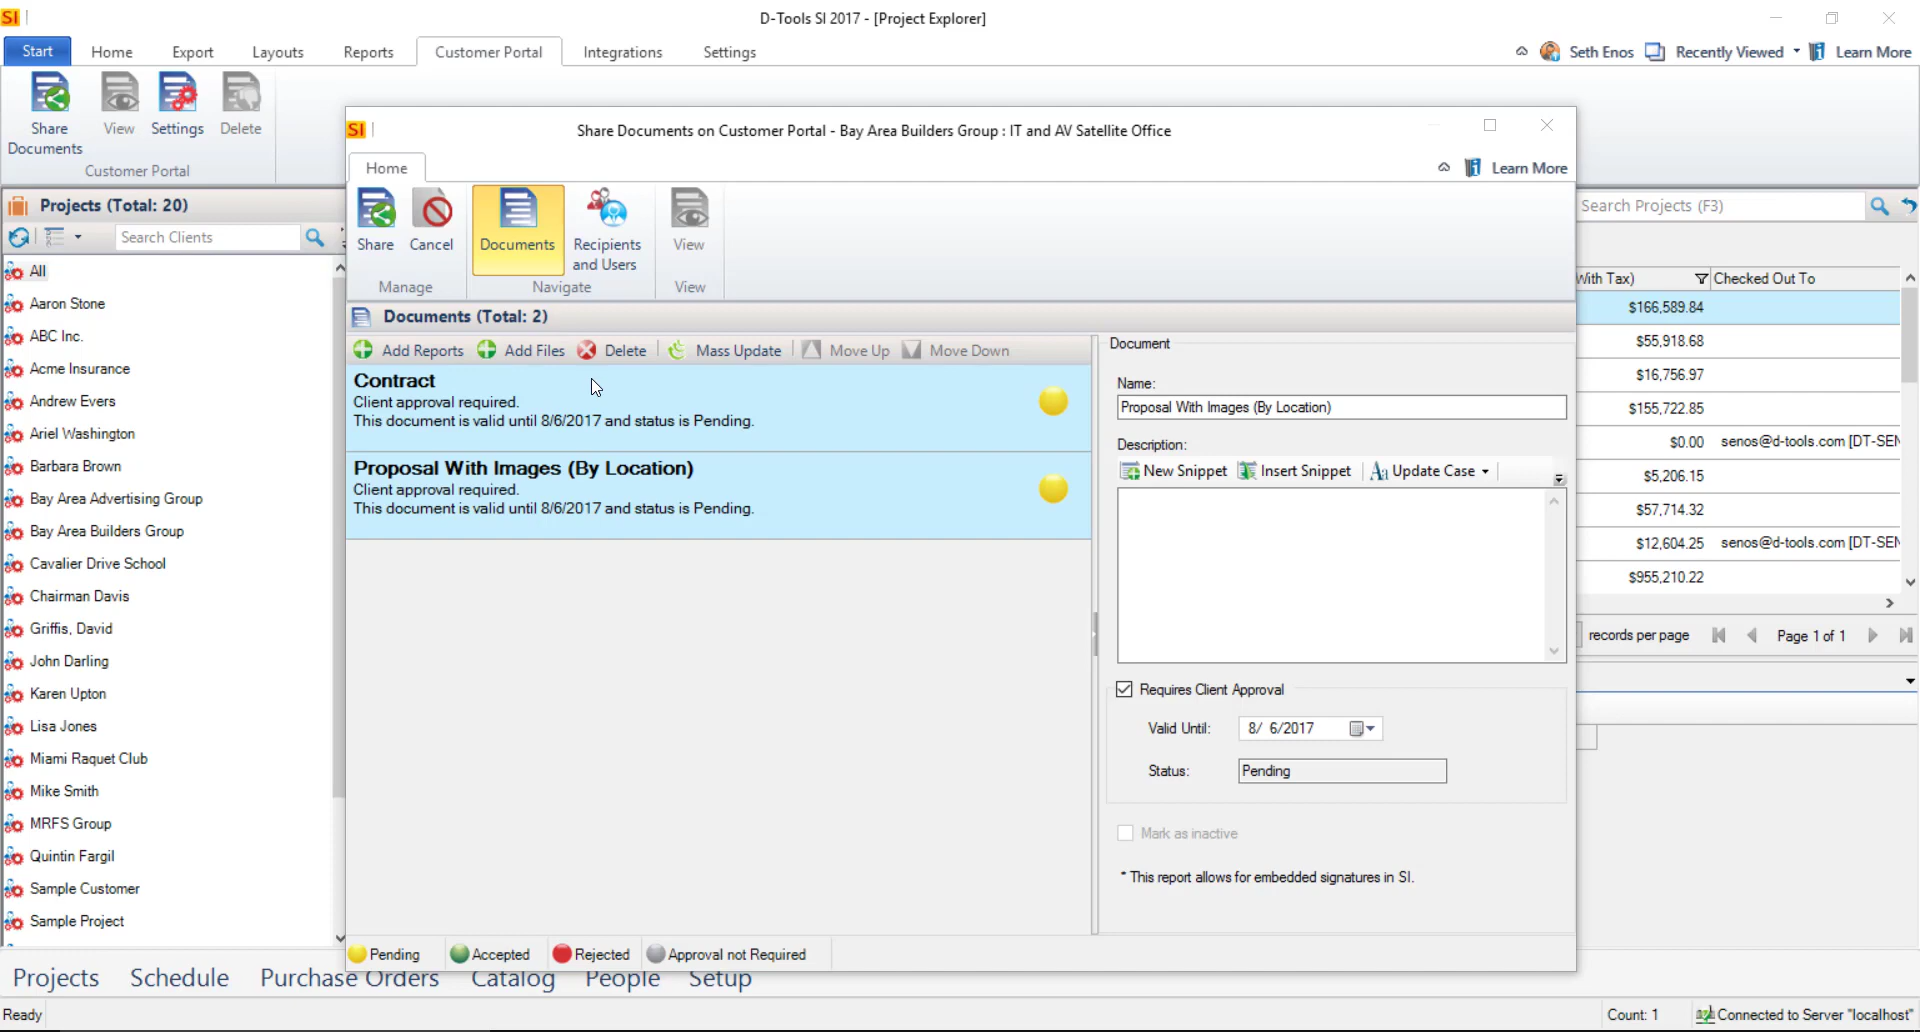 SI
D-Tools SI 2017 - [Project Explorer]
Start
Home
Export
Layouts
Reports
Customer Portal
Integrations
Settings
Seth Enos
Recently Viewed
Learn More
Share
Documents
View
Settings
Delete
Customer Portal
SI
Share Documents on Customer Portal - Bay Area Builders Group : IT and AV Satellite Office
Home
Learn More
Share
Cancel
Documents
Recipients
and Users
View
Manage
Navigate
View
Documents (Total: 2)
Add Reports
Add Files
Delete
Mass Update
Move Up
Move Down
Contract
Client approval required.
This document is valid until 8/6/2017 and status is Pending.
Proposal With Images (By Location)
Client approval required.
This document is valid until 8/6/2017 and status is Pending.
Document
Name:
Proposal With Images (By Location)
Description:
New Snippet
Insert Snippet
Aa Update Case
Requires Client Approval
Valid Until:
8/ 6/2017
Status:
Pending
Mark as inactive
* This report allows for embedded signatures in SI.
Pending
Accepted
Rejected
Approval not Required
Projects (Total: 20)
Search Clients
All
Aaron Stone
ABC Inc.
Acme Insurance
Andrew Evers
Ariel Washington
Barbara Brown
Bay Area Advertising Group
Bay Area Builders Group
Cavalier Drive School
Chairman Davis
Griffis, David
John Darling
Karen Upton
Lisa Jones
Miami Raquet Club
Mike Smith
MRFS Group
Quintin Fargil
Sample Customer
Sample Project
Search Projects (F3)
With Tax)
Checked Out To
$166,589.84
$55,918.68
$16,756.97
$155,722.85
$0.00 senos@d-tools.com [DT-SEN
$5,206.15
$57,714.32
$12,604.25 senos@d-tools.com [DT-SEN
$955,210.22
records per page
Page 1 of 1
Projects
Schedule
Purchase Orders
Catalog
People
Setup
Ready
Count: 1
Connected to Server "localhost"